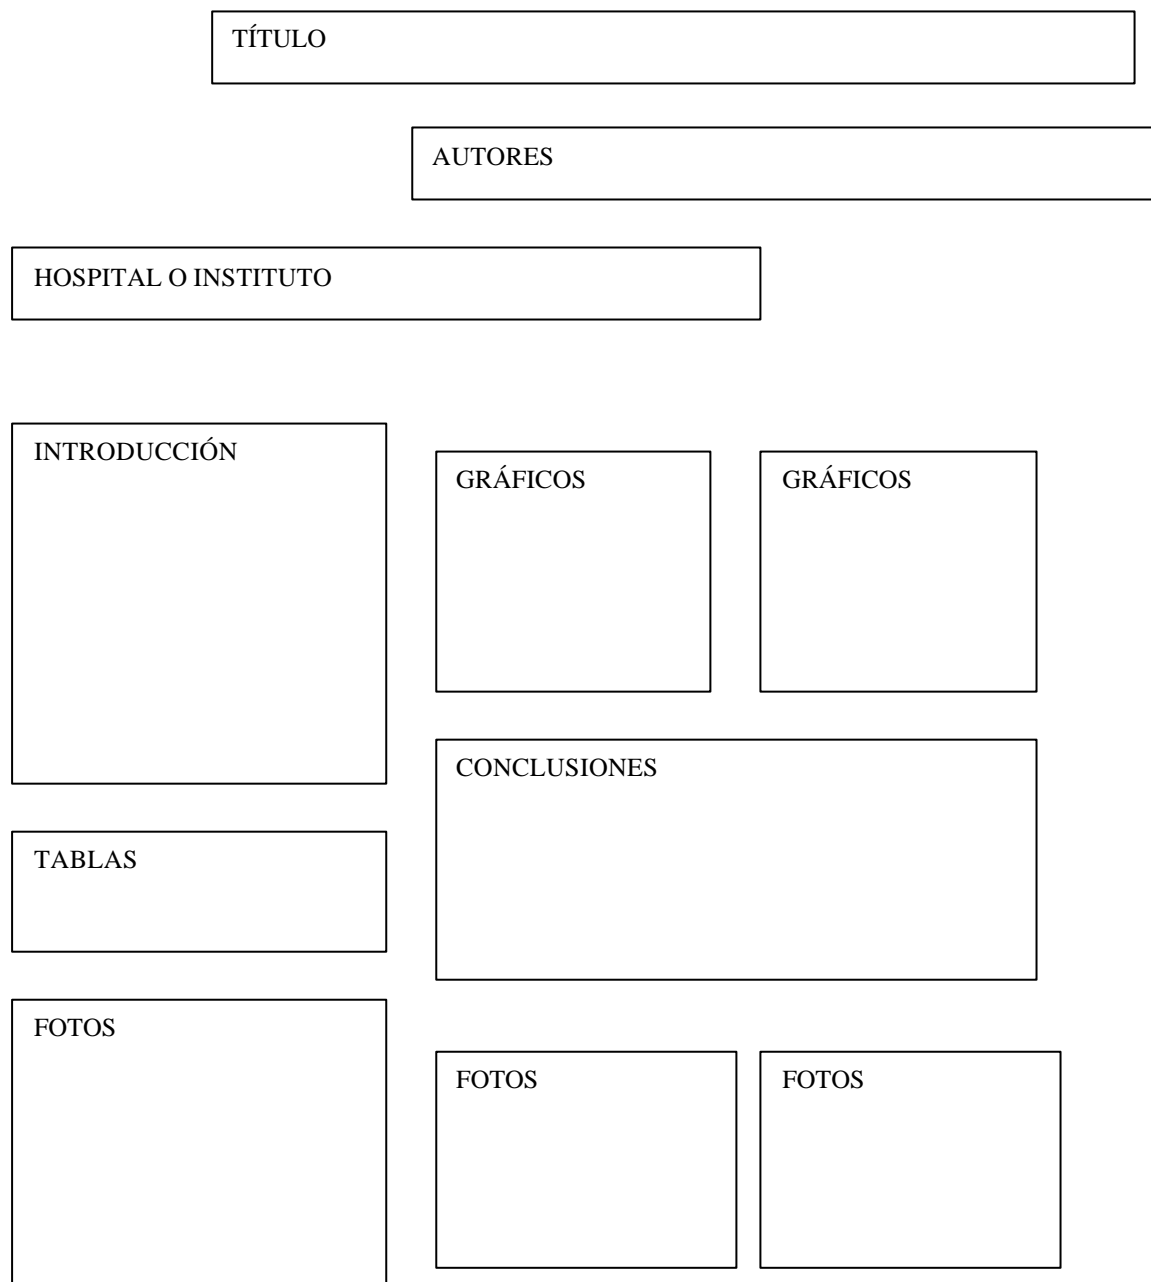 TÍTULO
AUTORES
HOSPITAL O INSTITUTO
INTRODUCCIÓN
GRÁFICOS
GRÁFICOS
CONCLUSIONES
TABLAS
FOTOS
FOTOS
FOTOS